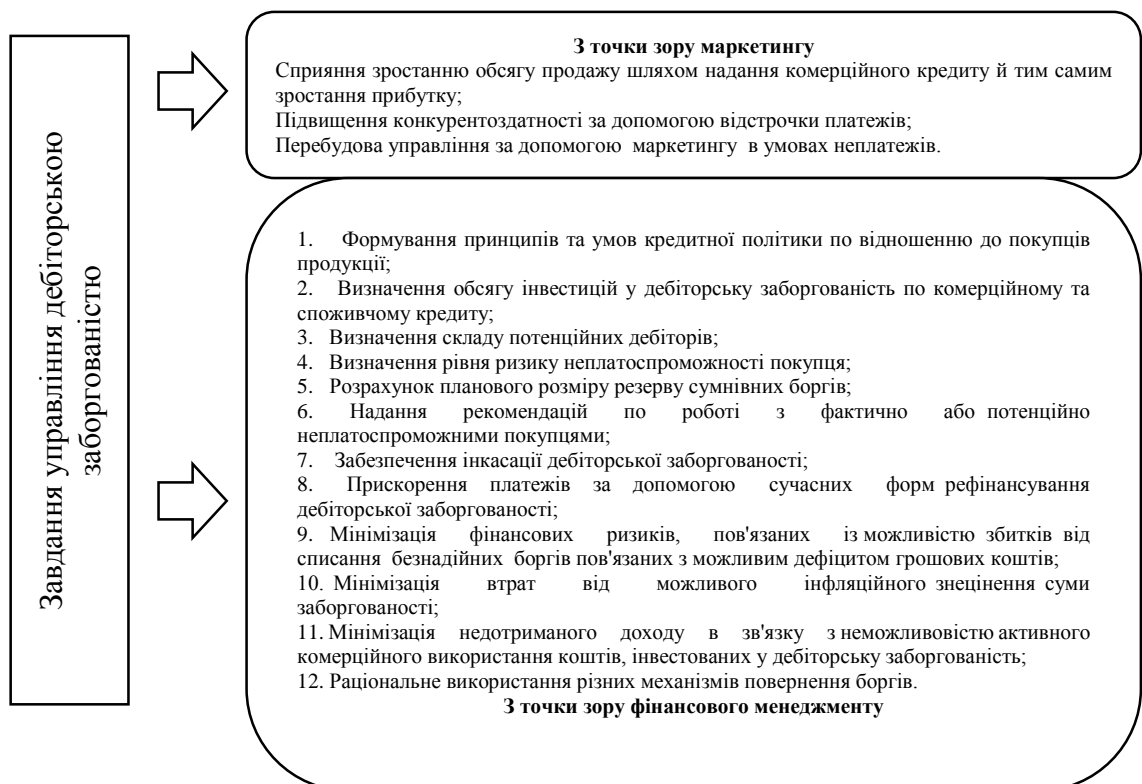 Завдання управління дебіторською
заборгованістю
З точки зору маркетингу
Сприяння зростанню обсягу продажу шляхом надання комерційного кредиту й тим самим
зростання прибутку;
Підвищення конкурентоздатності за допомогою відстрочки платежів;
Перебудова управління за допомогою маркетингу в умовах неплатежів.
1. Формування принципів та умов кредитної політики по відношенню до покупців
продукції;
2. Визначення обсягу інвестицій у дебіторську заборгованість по комерційному та
споживчому кредиту;
3. Визначення складу потенційних дебіторів;
4. Визначення рівня ризику неплатоспроможності покупця;
5. Розрахунок планового розміру резерву сумнівних боргів;
6. Надання рекомендацій по роботі з фактично або потенційно
неплатоспроможними покупцями;
7. Забезпечення інкасації дебіторської заборгованості;
8. Прискорення платежів за допомогою сучасних форм рефінансування
дебіторської заборгованості;
9. Мінімізація фінансових ризиків, пов'язаних із можливістю збитків від
списання безнадійних боргів пов'язаних з можливим дефіцитом грошових коштів;
10. Мінімізація втрат від можливого інфляційного знецінення суми
заборгованості;
11. Мінімізація недотриманого доходу в зв'язку з неможливовістю активного
комерційного використання коштів, інвестованих у дебіторську заборгованість;
12. Раціональне використання різних механізмів повернення боргів.
З точки зору фінансового менеджменту